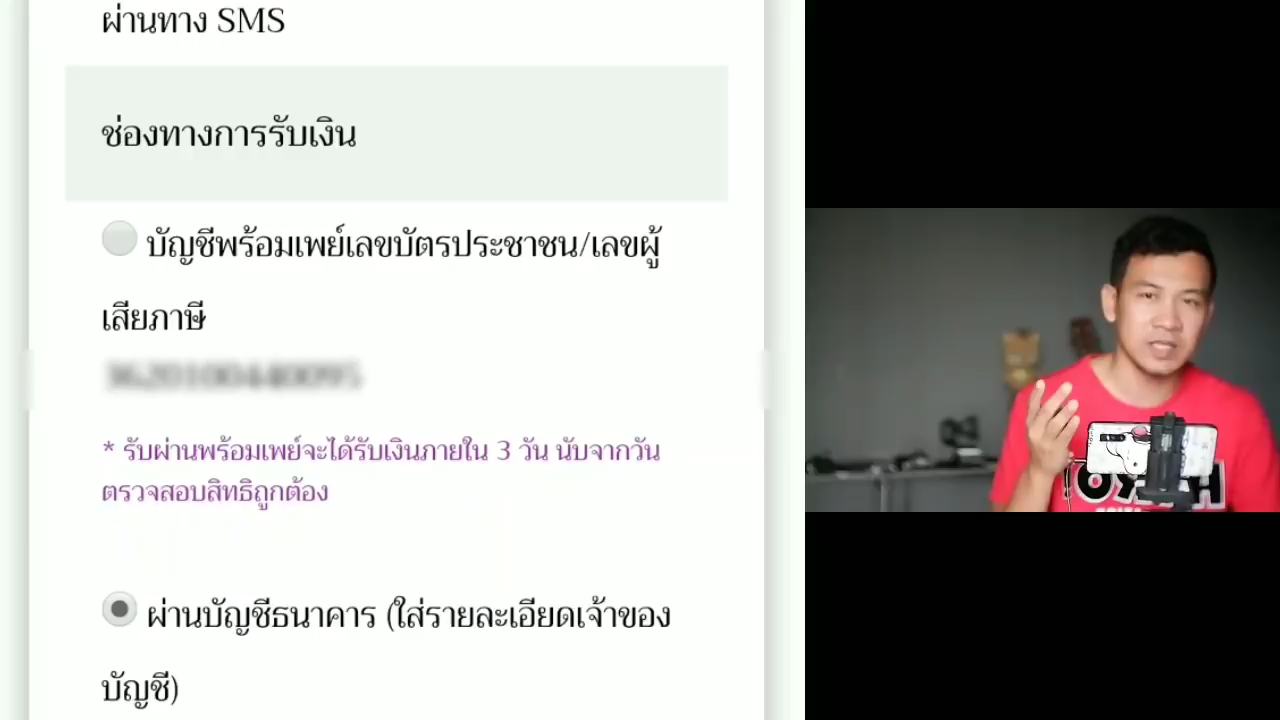 ผ่านทาง SMS
ช่องทางการรับเงิน
บัญชีพร้อมเพย์เลขบัตรประชาชน/เลขผู้
เสียภาษี
* รับผ่านพร้อมเพย์จะได้รับเงินภายใน 3 วัน นับจากวัน
ตรวจสอบสิทธิถูกต้อง
ผ่านบัญชีธนาคาร (ใส่รายละเอียดเจ้าของ
บัญชี)